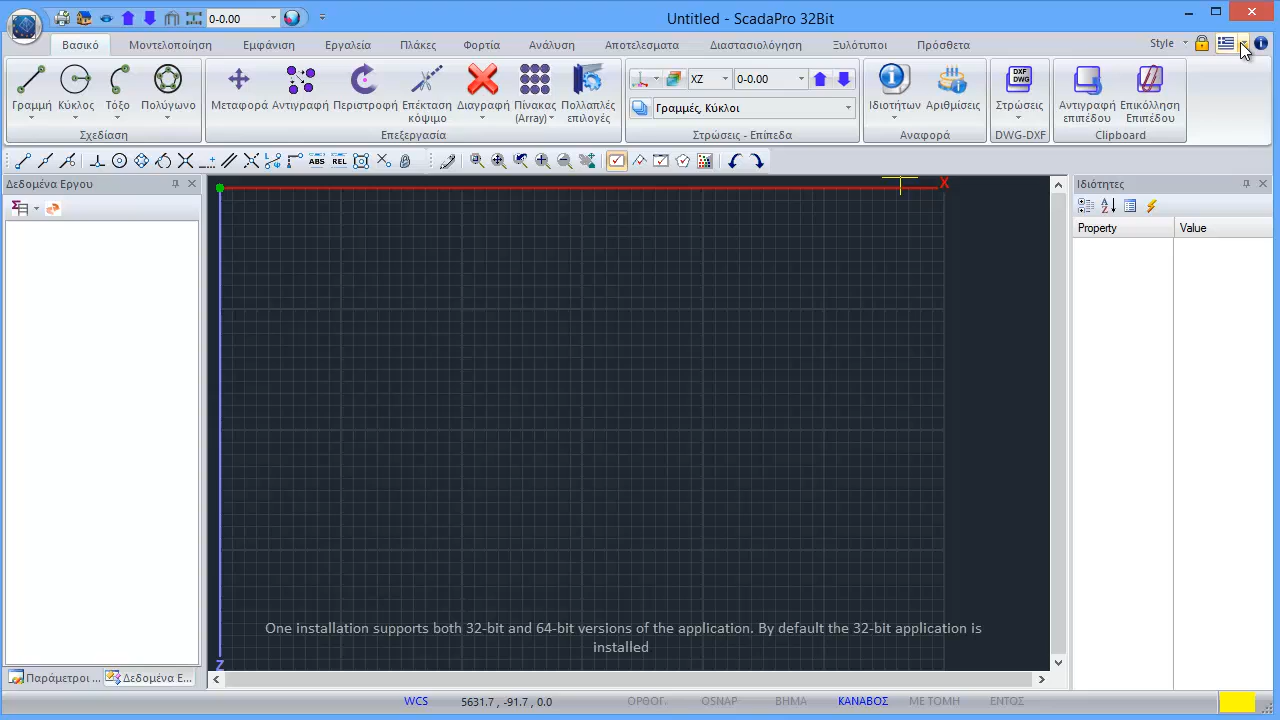 0-0.00
Untitled - ScadaPro 32Bit
Βασικό Μοντελοποίηση Εμφάνιση Εργαλεία Πλάκες Φορτία Ανάλυση Αποτελεσματα Διαστασιολόγηση Ξυλότυποι Πρόσθετα Style
Γραμμή Κύκλος Τόξο Πολύγωνο
Σχεδίαση
Μεταφορά Αντιγραφή Περιστροφή Επέκταση κόψιμο Διαγραφή Πίνακας (Array) Πολλαπλές επιλογές
Επεξεργασία
XZ 0-0.00
Γραμμές, Κύκλοι
Στρώσεις - Επίπεδα
Ιδιοτήτων Αριθμίσεις
Αναφορά
DXF DWG
Στρώσεις
DWG-DXF
Αντιγραφή επιπέδου Επικόλληση Επιπέδου
Clipboard
ABS REL
Δεδομένα Εργου
Ιδιότητες
Property Value
X
Z
One installation supports both 32-bit and 64-bit versions of the application. By default the 32-bit application is
installed
Παράμετροι ... Δεδομένα Ε...
WCS 5631.7 , -91.7 , 0.0 ΟΡΘΟΓ. OSNAP ΒΗΜΑ ΚΑΝΑΒΟΣ ΜΕ ΤΟΜΗ ΕΝΤΟΣ